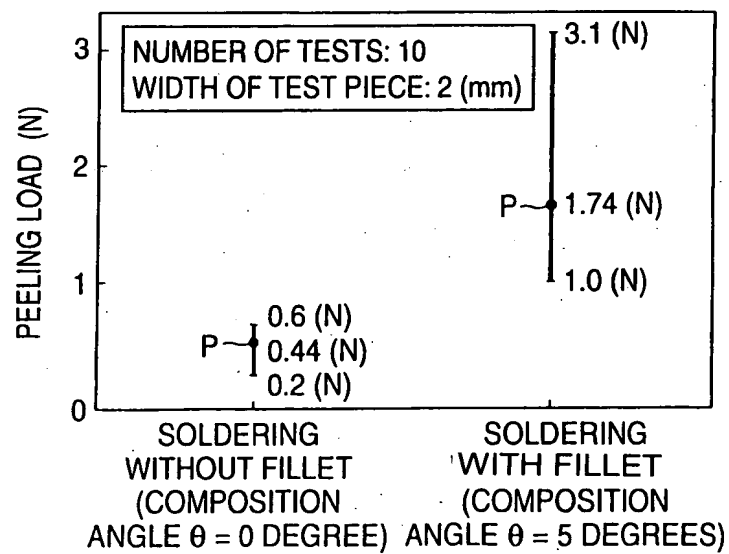 NUMBER OF TESTS: 10
WIDTH OF TEST PIECE: 2 (mm)
PEELING LOAD (N)
3
2
1
0
3.1 (N)
P
1.74 (N)
1.0 (N)
0.6 (N)
P
0.44 (N)
0.2 (N)
SOLDERING
WITHOUT FILLET
(COMPOSITION
ANGLE θ = 0 DEGREE)
SOLDERING
WITH FILLET
(COMPOSITION
ANGLE θ = 5 DEGREES)